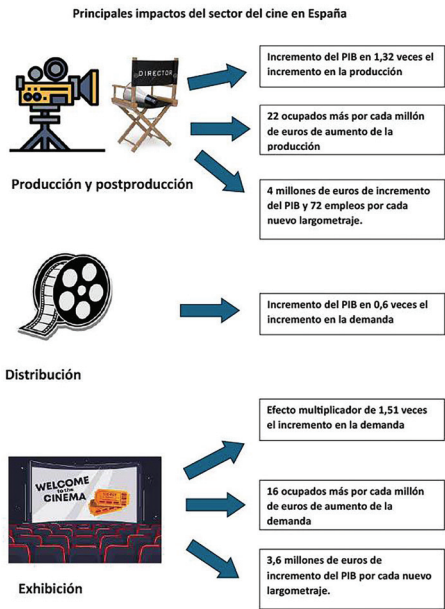 Principales impactos del sector del cine en España
Incremento del PIB en 1,32 veces el
incremento en la producción
DIRECTOR
22 ocupados más por cada millón
de euros de aumento de la
producción
Producción y postproducción
4 millones de euros de incremento
del PIB y 72 empleos por cada
nuevo largometraje.
Incremento del PIB en 0,6 veces el
incremento en la demanda
Distribución
Efecto multiplicador de 1,51 veces
el incremento en la demanda
WELCOME
to the
CINEMA
16 ocupados más por cada millón
de euros de aumento de la
demanda
3,6 millones de euros de
incremento del PIB por cada nuevo
largometraje.
Exhibición